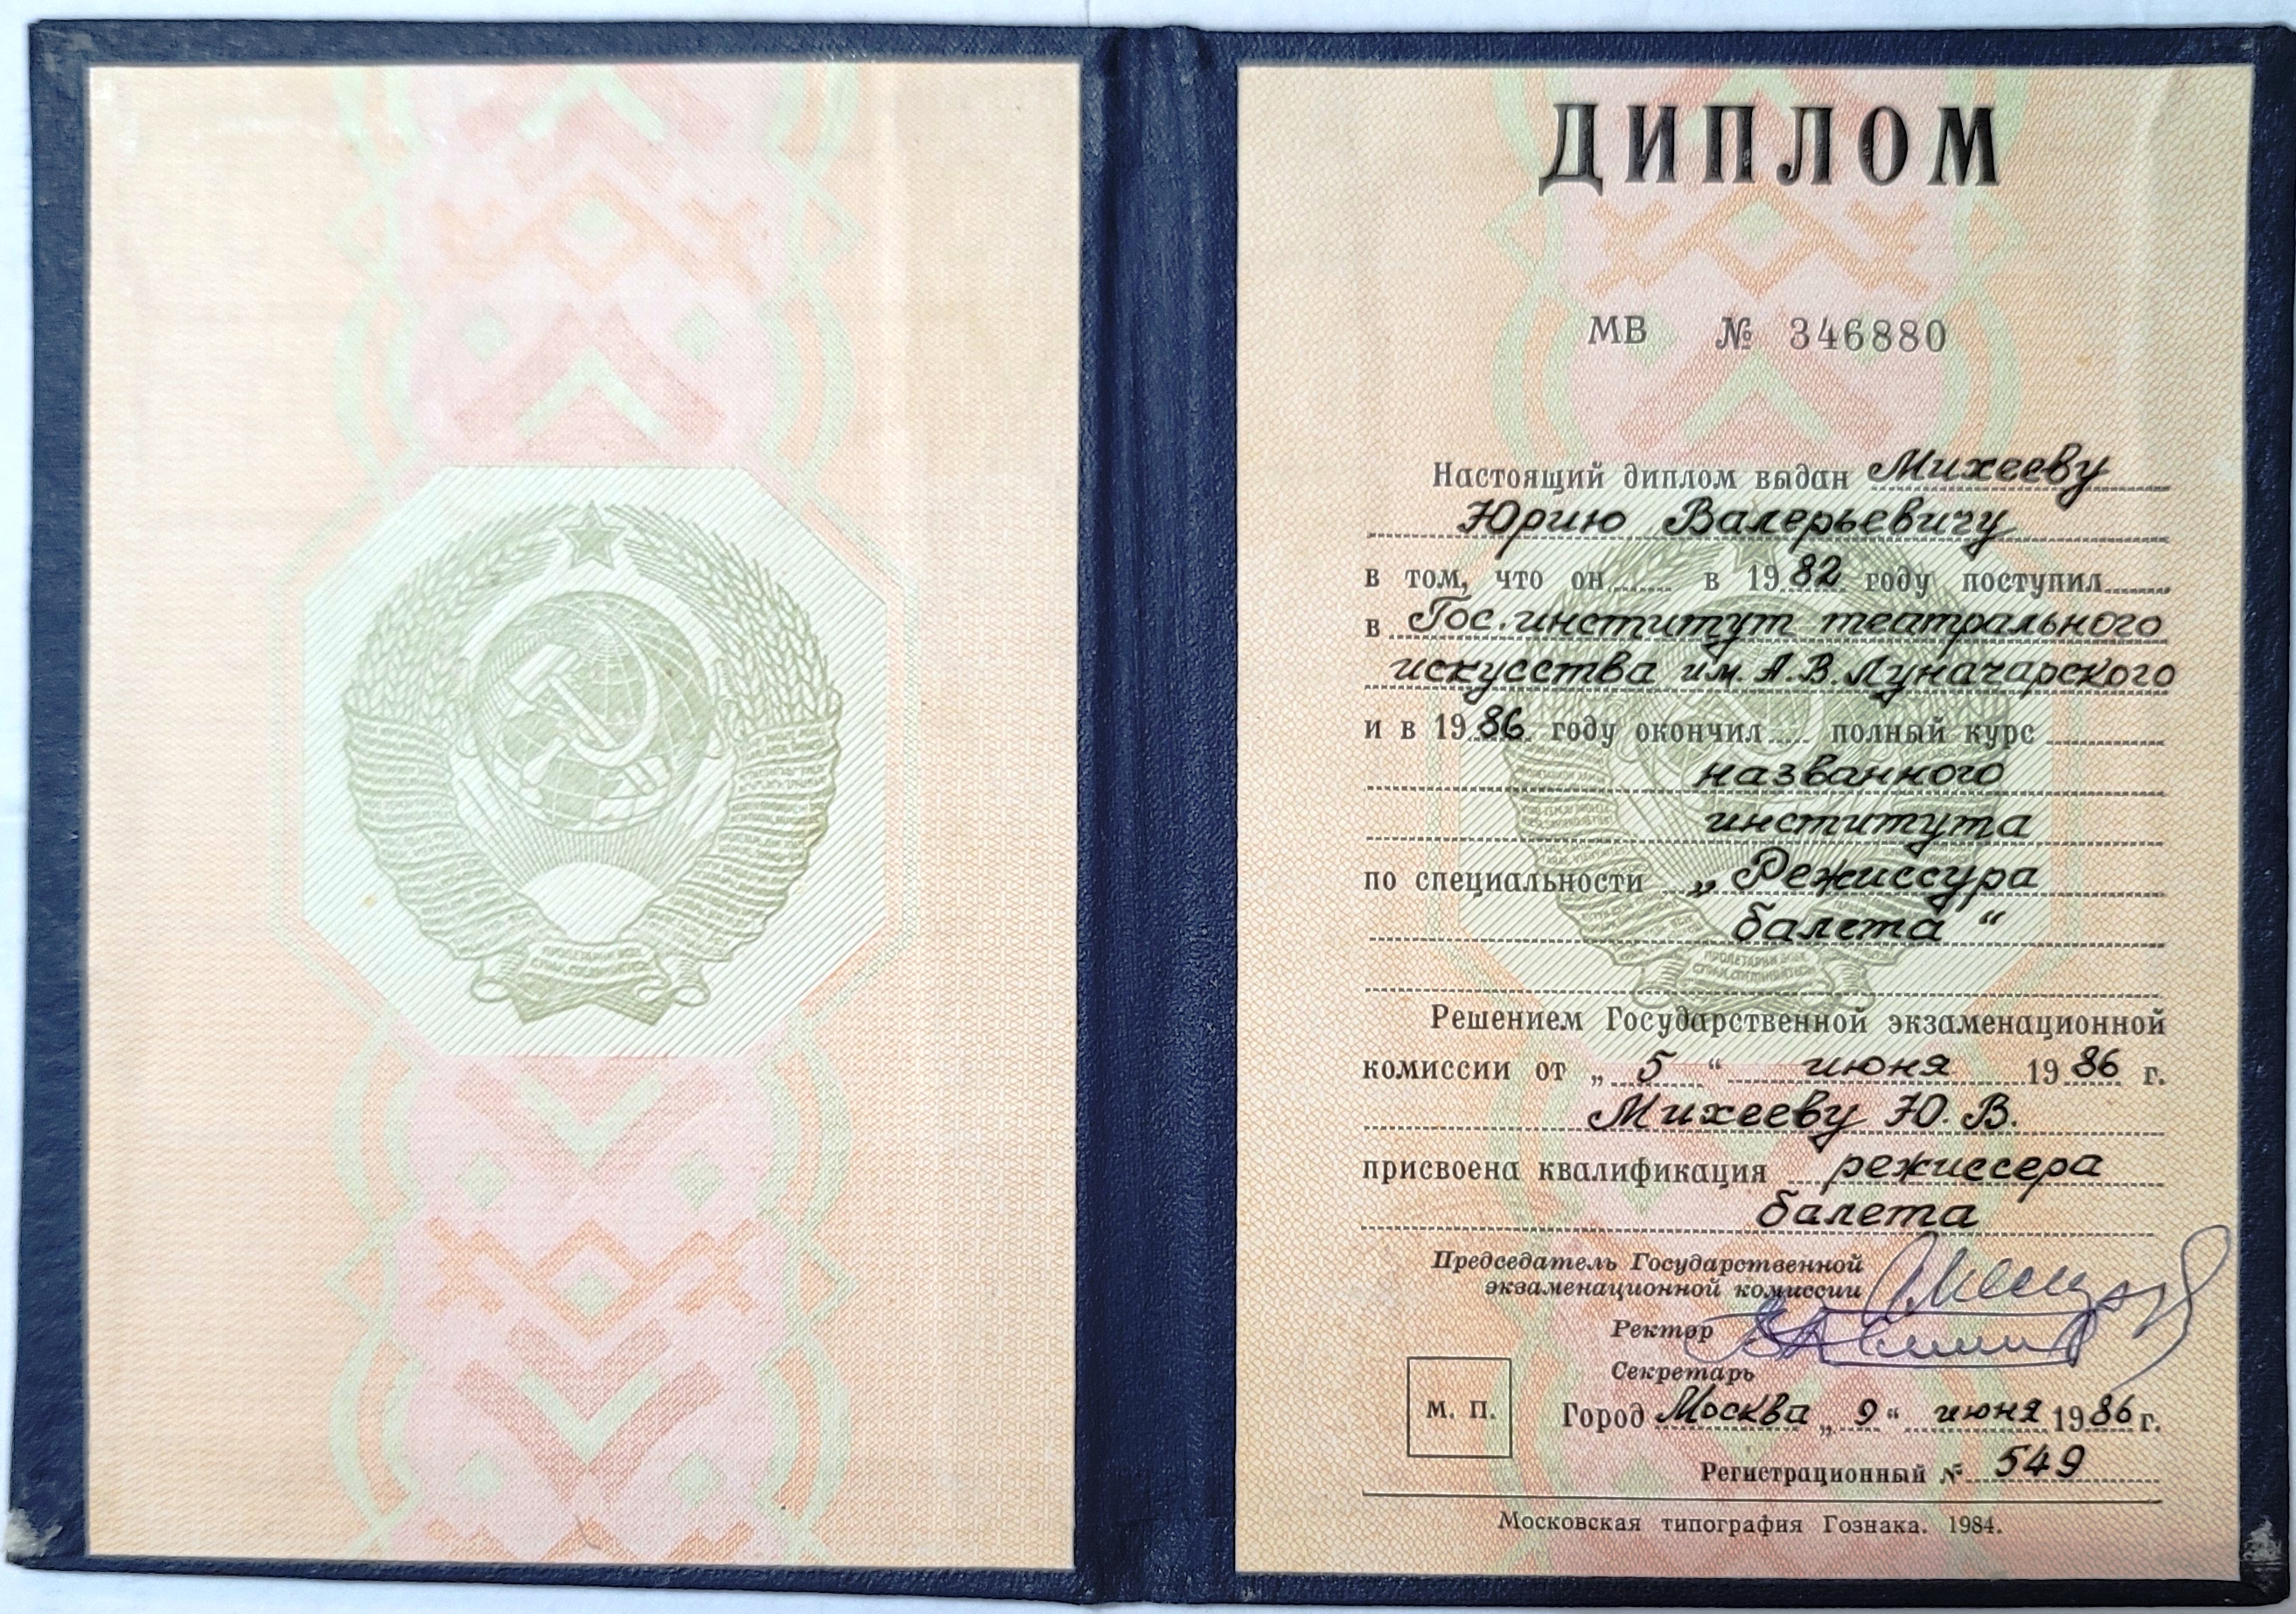 ДИПЛОМ
МВ № 346880
Настоящий диплом выдан Михееву
Юрию Валерьевичу
в том, что он в 1982 году поступил
в Гос. институт театрального
искусства им. А.В. Луначарского
и в 1986 году окончил полный курс
названного
института
по специальности „Режиссура
балета“
Решением Государственной экзаменационной
комиссии от „5“ июня 1986 г.
Михееву Ю. В.
присвоена квалификация режиссера
балета
Председатель Государственной
экзаменационной комиссии
Ректор
Секретарь
М. П.
Город Москва „9“ июня 1986 г.
Регистрационный № 549
Московская типография Гознака. 1984.